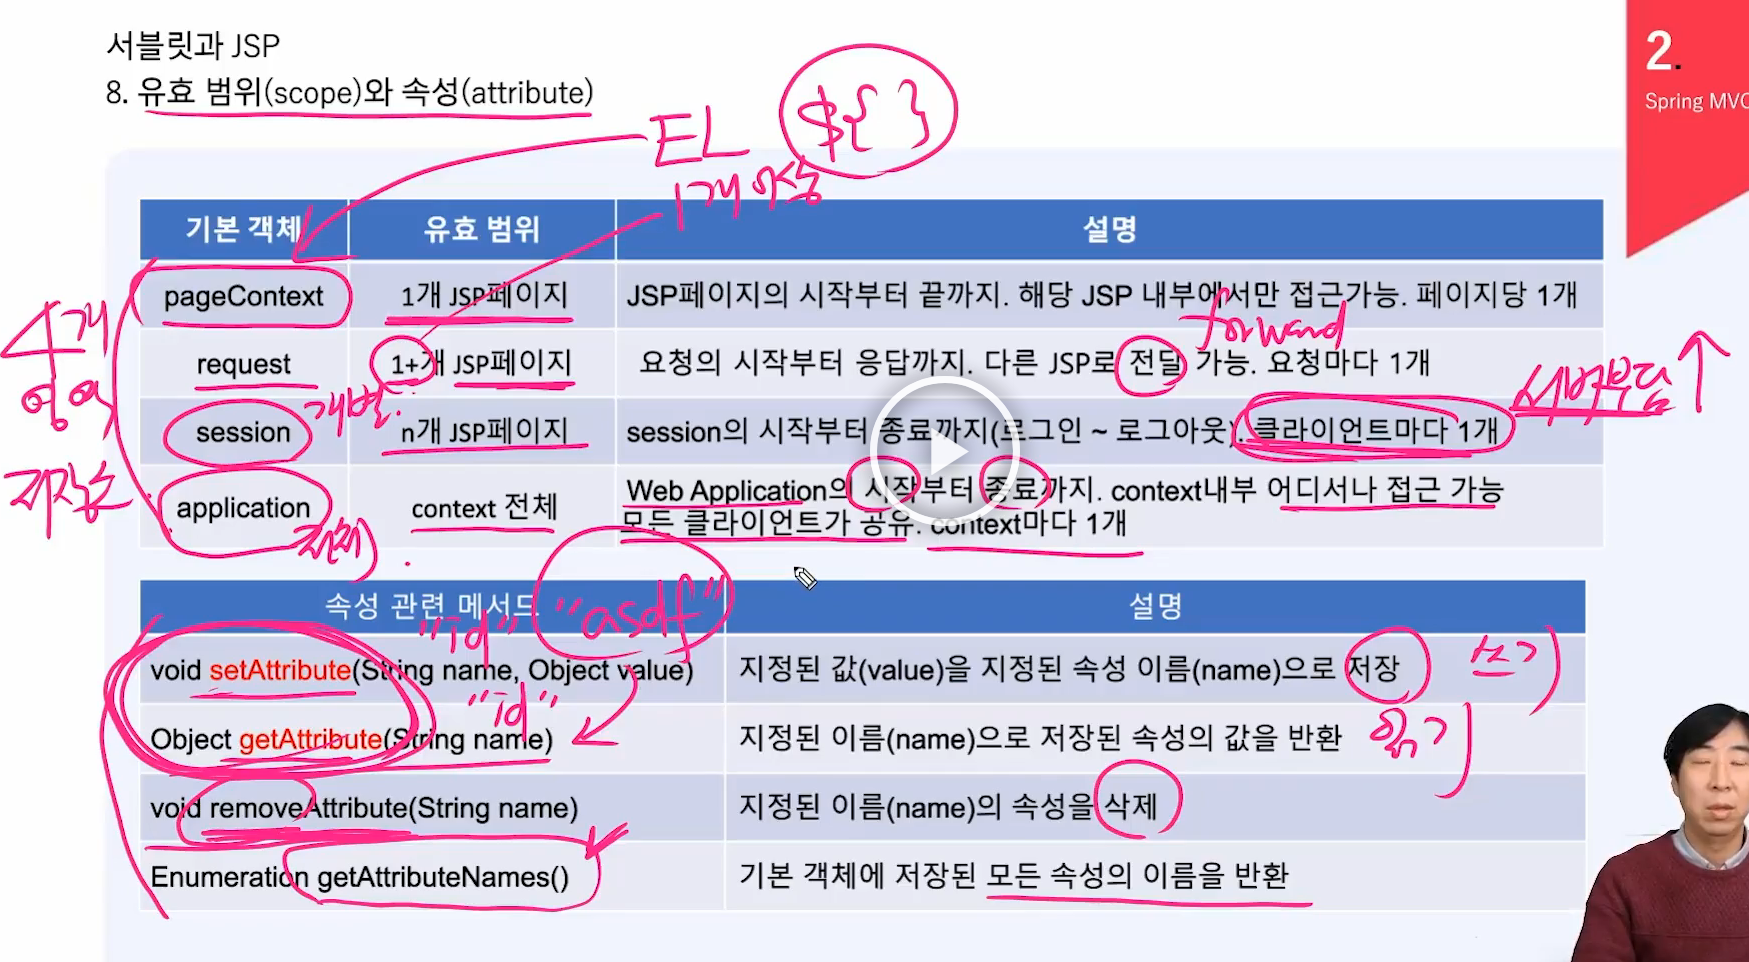 서블릿과 JSP
8. 유효 범위(scope)와 속성(attribute)
2.
Spring MVC
EL ${ }
1개 이상
기본 객체 유효 범위 설명
pageContext 1개 JSP페이지 JSP페이지의 시작부터 끝까지. 해당 JSP 내부에서만 접근가능. 페이지당 1개
forward
request 1+개 JSP페이지 요청의 시작부터 응답까지. 다른 JSP로 전달 가능. 요청마다 1개
4개
영역
저장소
개별.
서버부담 ↑
session n개 JSP페이지 session의 시작부터 종료까지(로그인 ~ 로그아웃). 클라이언트마다 1개
application context 전체 Web Application의 시작부터 종료까지. context내부 어디서나 접근 가능
모든 클라이언트가 공유. context마다 1개
전체
속성 관련 메서드 설명
"id" "asdf"
void setAttribute(String name, Object value) 지정된 값(value)을 지정된 속성 이름(name)으로 저장 쓰기
"id"
Object getAttribute(String name) 지정된 이름(name)으로 저장된 속성의 값을 반환 읽기
void removeAttribute(String name) 지정된 이름(name)의 속성을 삭제
Enumeration getAttributeNames() 기본 객체에 저장된 모든 속성의 이름을 반환